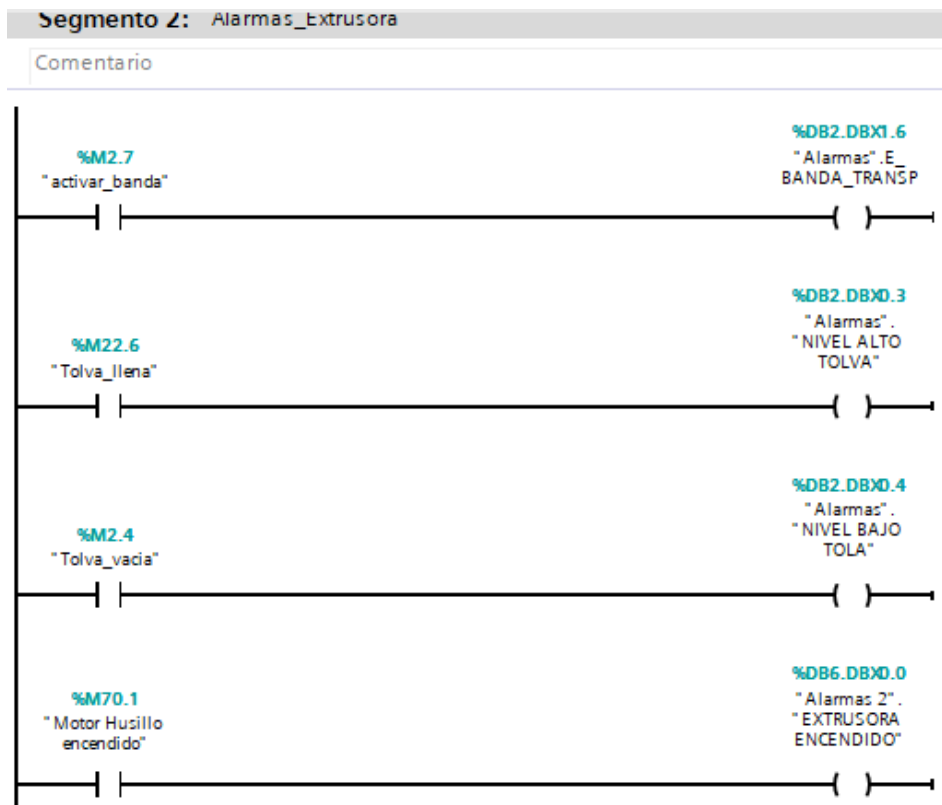 Segmento 2: Alarmas_Extrusora
Comentario
%M2.7
"activar_banda"
%DB2.DBX1.6
"Alarmas".E_
BANDA_TRANSP
%M22.6
"Tolva_llena"
%DB2.DBX0.3
"Alarmas".
"NIVEL ALTO
TOLVA"
%M2.4
"Tolva_vacia"
%DB2.DBX0.4
"Alarmas".
"NIVEL BAJO
TOLA"
%M70.1
"Motor Husillo
encendido"
%DB6.DBX0.0
"Alarmas 2".
"EXTRUSORA
ENCENDIDO"